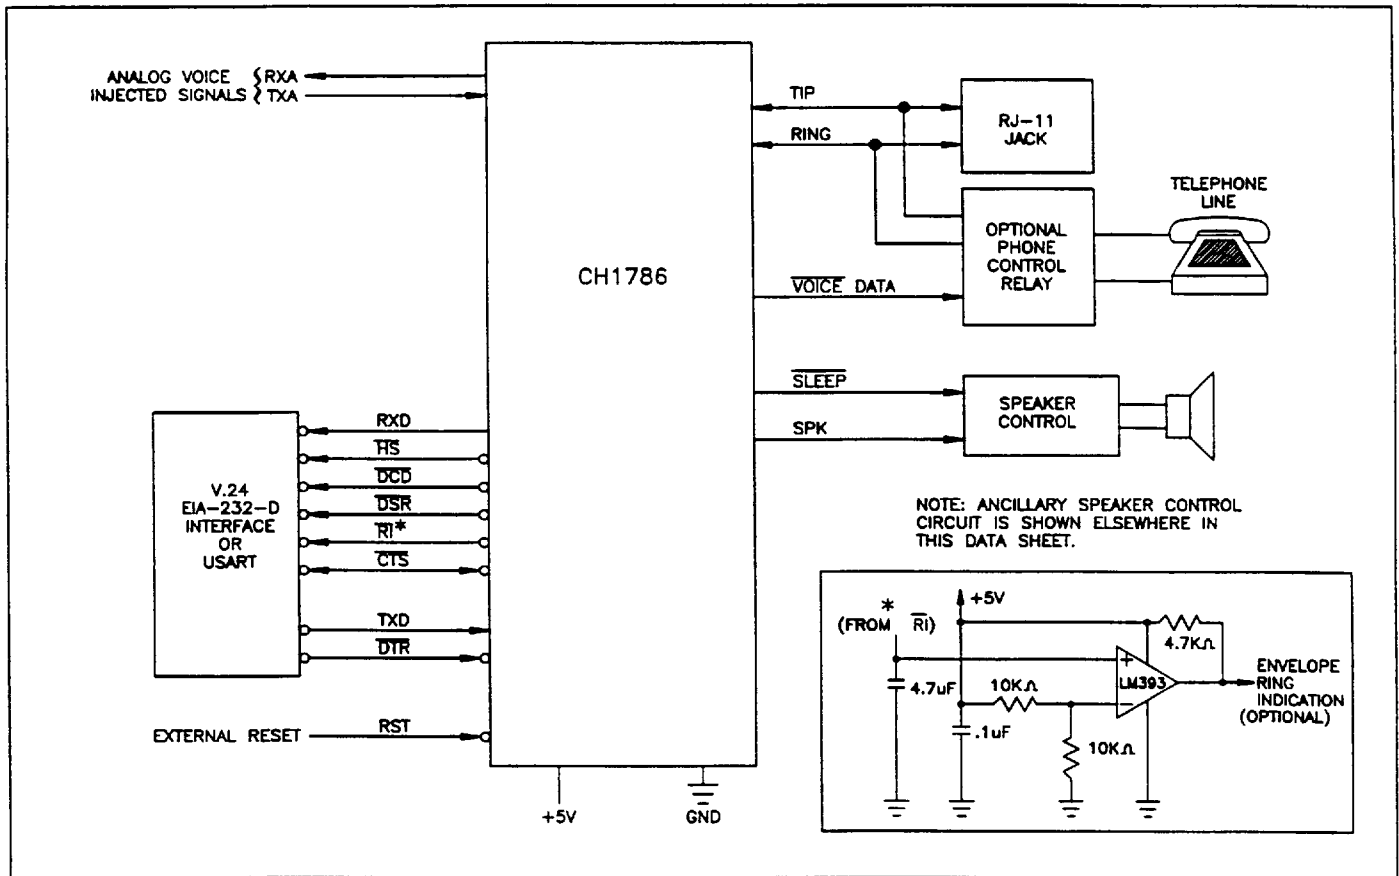 ANALOG VOICE { RXA
INJECTED SIGNALS { TXA
CH1786
TIP
RING
RJ-11
JACK
OPTIONAL
PHONE
CONTROL
RELAY
TELEPHONE
LINE
VOICE DATA
SLEEP
SPK
SPEAKER
CONTROL
V.24
EIA-232-D
INTERFACE
OR
USART
RXD
HS
DCD
DSR
RI*
CTS
TXD
DTR
EXTERNAL RESET
RST
+5V
GND
NOTE: ANCILLARY SPEAKER CONTROL
CIRCUIT IS SHOWN ELSEWHERE IN
THIS DATA SHEET.
*
(FROM RI)
+5V
4.7KΩ
4.7uF
10KΩ
LM393
+
−
.1uF
10KΩ
ENVELOPE
RING
INDICATION
(OPTIONAL)